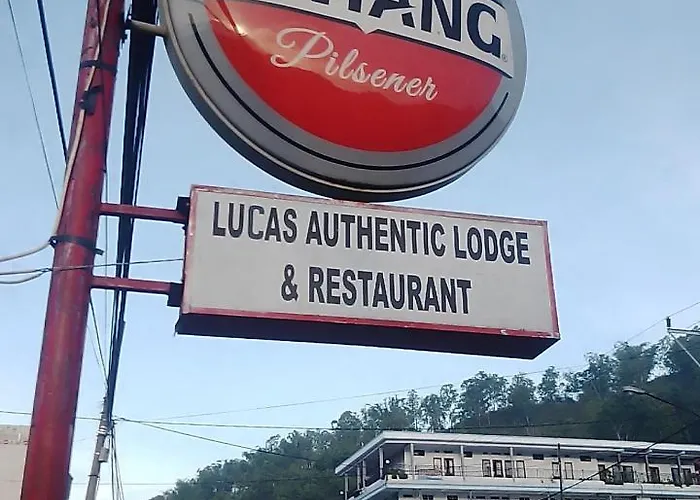 Pilsener
LUCAS AUTHENTIC LODGE
& RESTAURANT